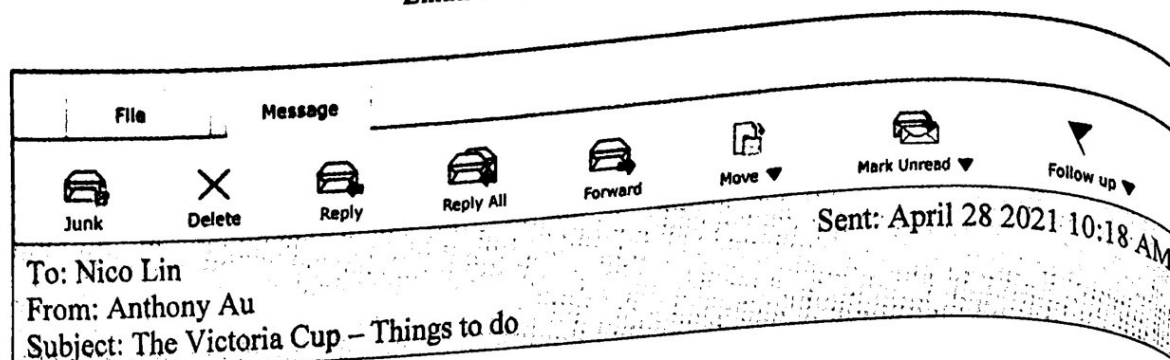 File Message
Junk Delete Reply Reply All Forward Move Mark Unread Follow up
Sent: April 28 2021 10:18 AM
To: Nico Lin
From: Anthony Au
Subject: The Victoria Cup – Things to do